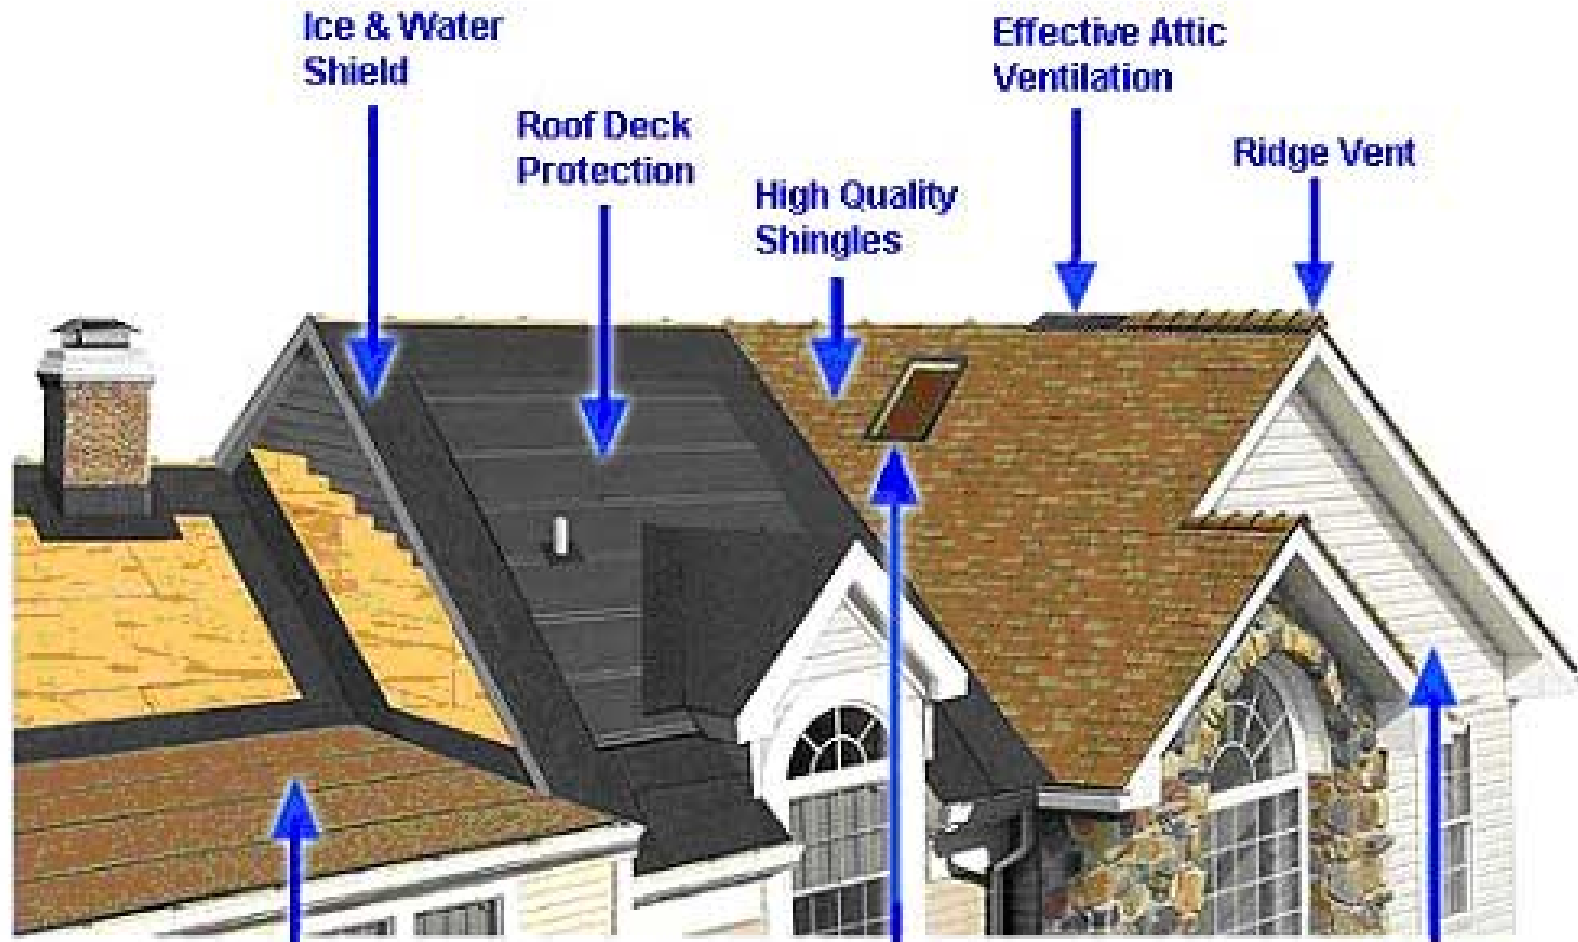 Ice & Water
Shield
Roof Deck
Protection
High Quality
Shingles
Effective Attic
Ventilation
Ridge Vent